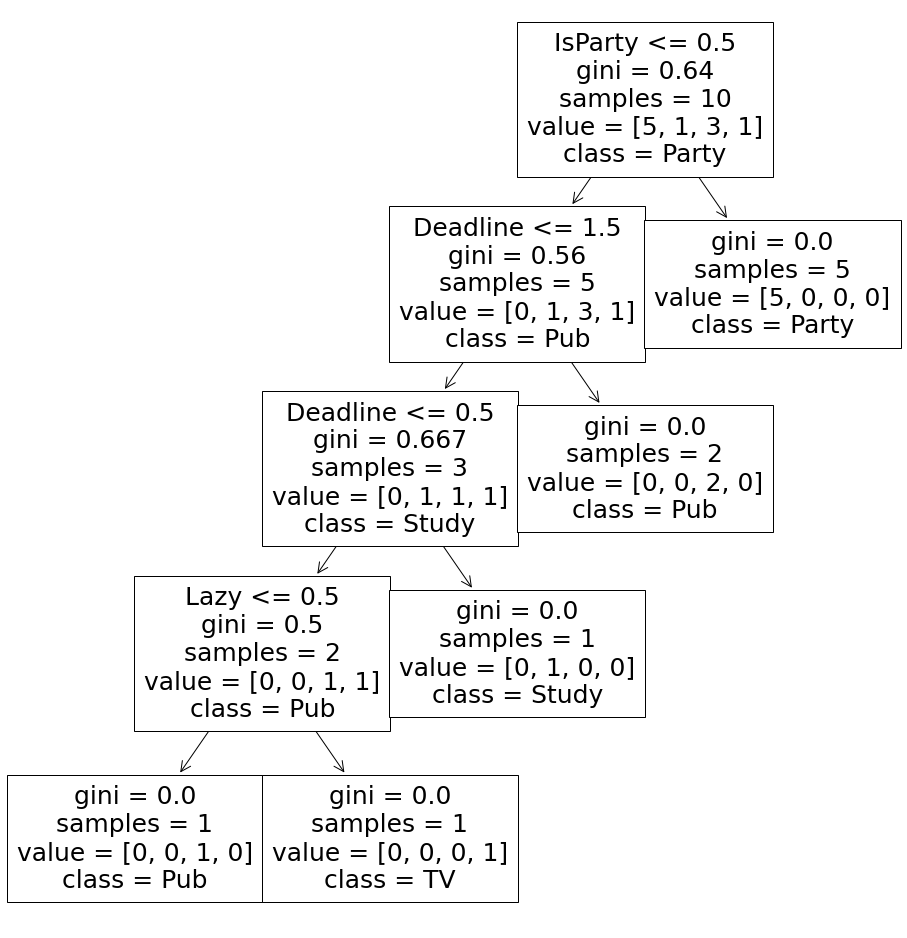 IsParty <= 0.5
gini = 0.64
samples = 10
value = [5, 1, 3, 1]
class = Party
Deadline <= 1.5
gini = 0.56
samples = 5
value = [0, 1, 3, 1]
class = Pub
gini = 0.0
samples = 5
value = [5, 0, 0, 0]
class = Party
Deadline <= 0.5
gini = 0.667
samples = 3
value = [0, 1, 1, 1]
class = Study
gini = 0.0
samples = 2
value = [0, 0, 2, 0]
class = Pub
Lazy <= 0.5
gini = 0.5
samples = 2
value = [0, 0, 1, 1]
class = Pub
gini = 0.0
samples = 1
value = [0, 1, 0, 0]
class = Study
gini = 0.0
samples = 1
value = [0, 0, 1, 0]
class = Pub
gini = 0.0
samples = 1
value = [0, 0, 0, 1]
class = TV